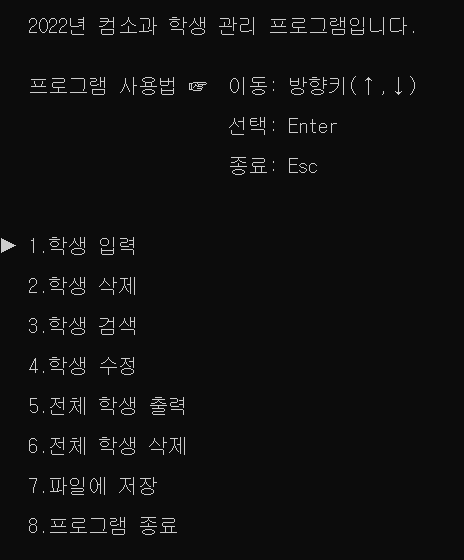 2022년 컴소과 학생 관리 프로그램입니다.
프로그램 사용법 ☞ 이동: 방향키(↑,↓)
선택: Enter
종료: Esc
▶ 1.학생 입력
2.학생 삭제
3.학생 검색
4.학생 수정
5.전체 학생 출력
6.전체 학생 삭제
7.파일에 저장
8.프로그램 종료